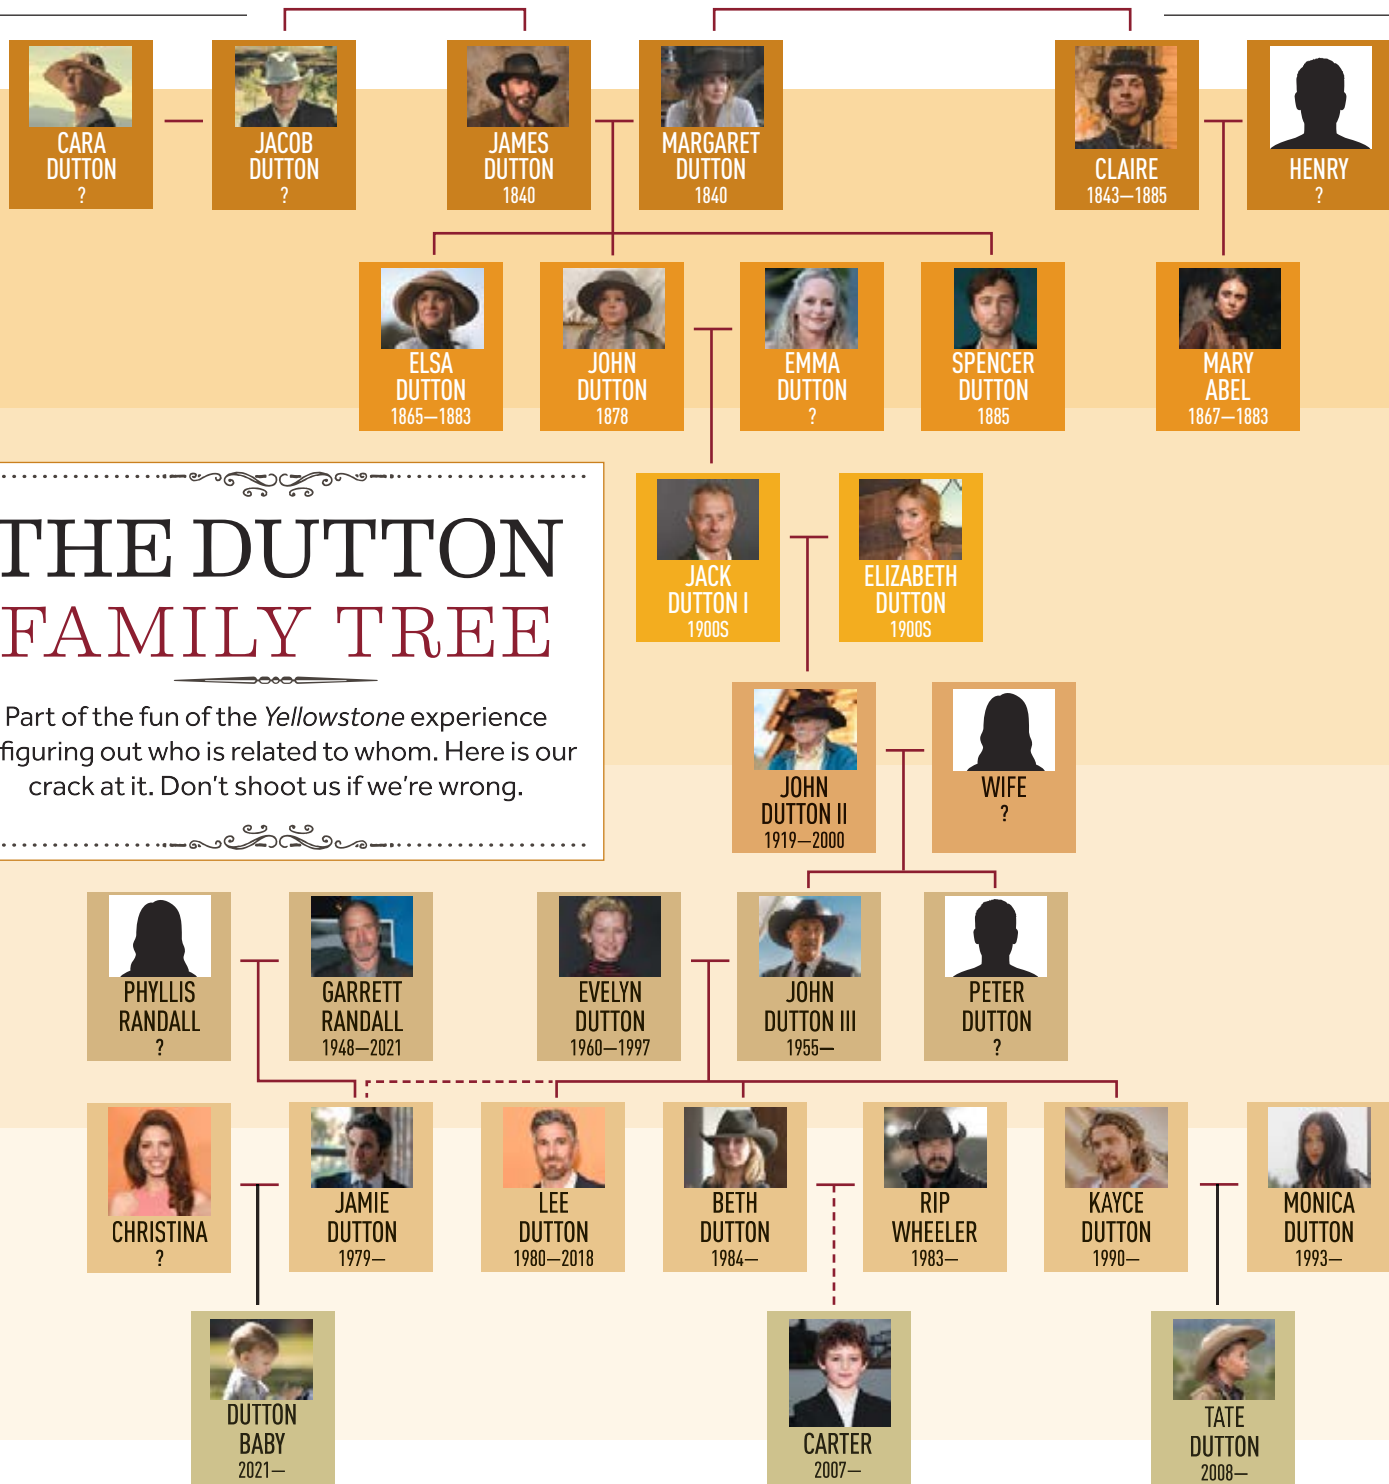 CARA
DUTTON
?
JACOB
DUTTON
?
JAMES
DUTTON
1840
MARGARET
DUTTON
1840
CLAIRE
1843—1885
HENRY
?
ELSA
DUTTON
1865—1883
JOHN
DUTTON
1878
EMMA
DUTTON
?
SPENCER
DUTTON
1885
MARY
ABEL
1867—1883
THE DUTTON
FAMILY TREE
Part of the fun of the Yellowstone experience
figuring out who is related to whom. Here is our
crack at it. Don't shoot us if we're wrong.
JACK
DUTTON I
1900S
ELIZABETH
DUTTON
1900S
JOHN
DUTTON II
1919—2000
WIFE
?
PHYLLIS
RANDALL
?
GARRETT
RANDALL
1948—2021
EVELYN
DUTTON
1960—1997
JOHN
DUTTON III
1955—
PETER
DUTTON
?
CHRISTINA
?
JAMIE
DUTTON
1979—
LEE
DUTTON
1980—2018
BETH
DUTTON
1984—
RIP
WHEELER
1983—
KAYCE
DUTTON
1990—
MONICA
DUTTON
1993—
DUTTON
BABY
2021—
CARTER
2007—
TATE
DUTTON
2008—